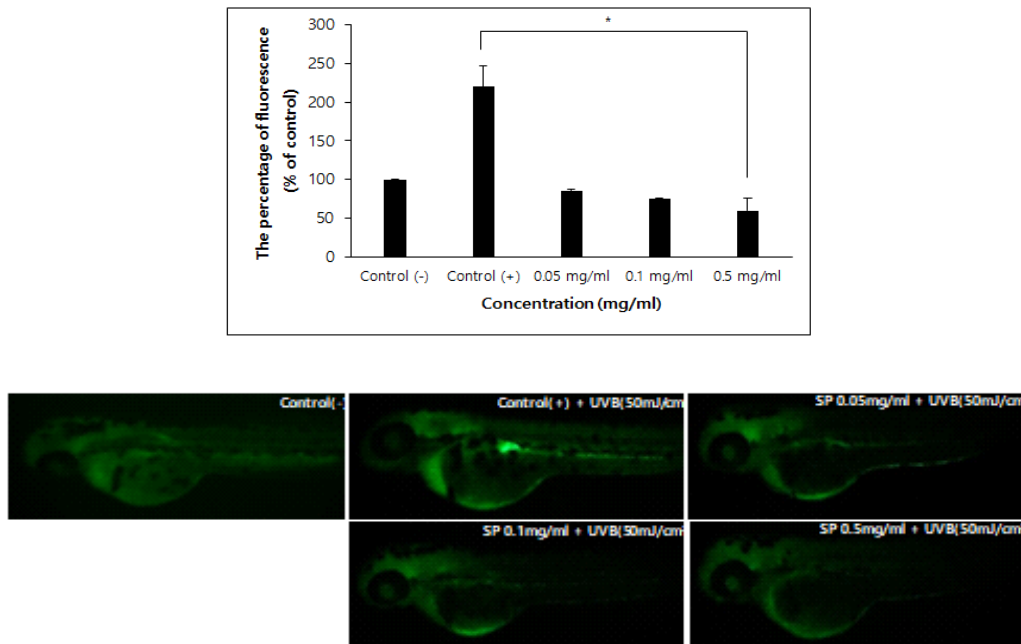 *
300
250
200
150
100
50
0
The percentage of fluorescence
(% of control)
Control (-) Control (+) 0.05 mg/ml 0.1 mg/ml 0.5 mg/ml
Concentration (mg/ml)
Control(-)
Control(+) + UVB(50mJ/cm
SP 0.05mg/ml + UVB(50mJ/cm
SP 0.1mg/ml + UVB(50mJ/cm²
SP 0.5mg/ml + UVB(50mJ/cm